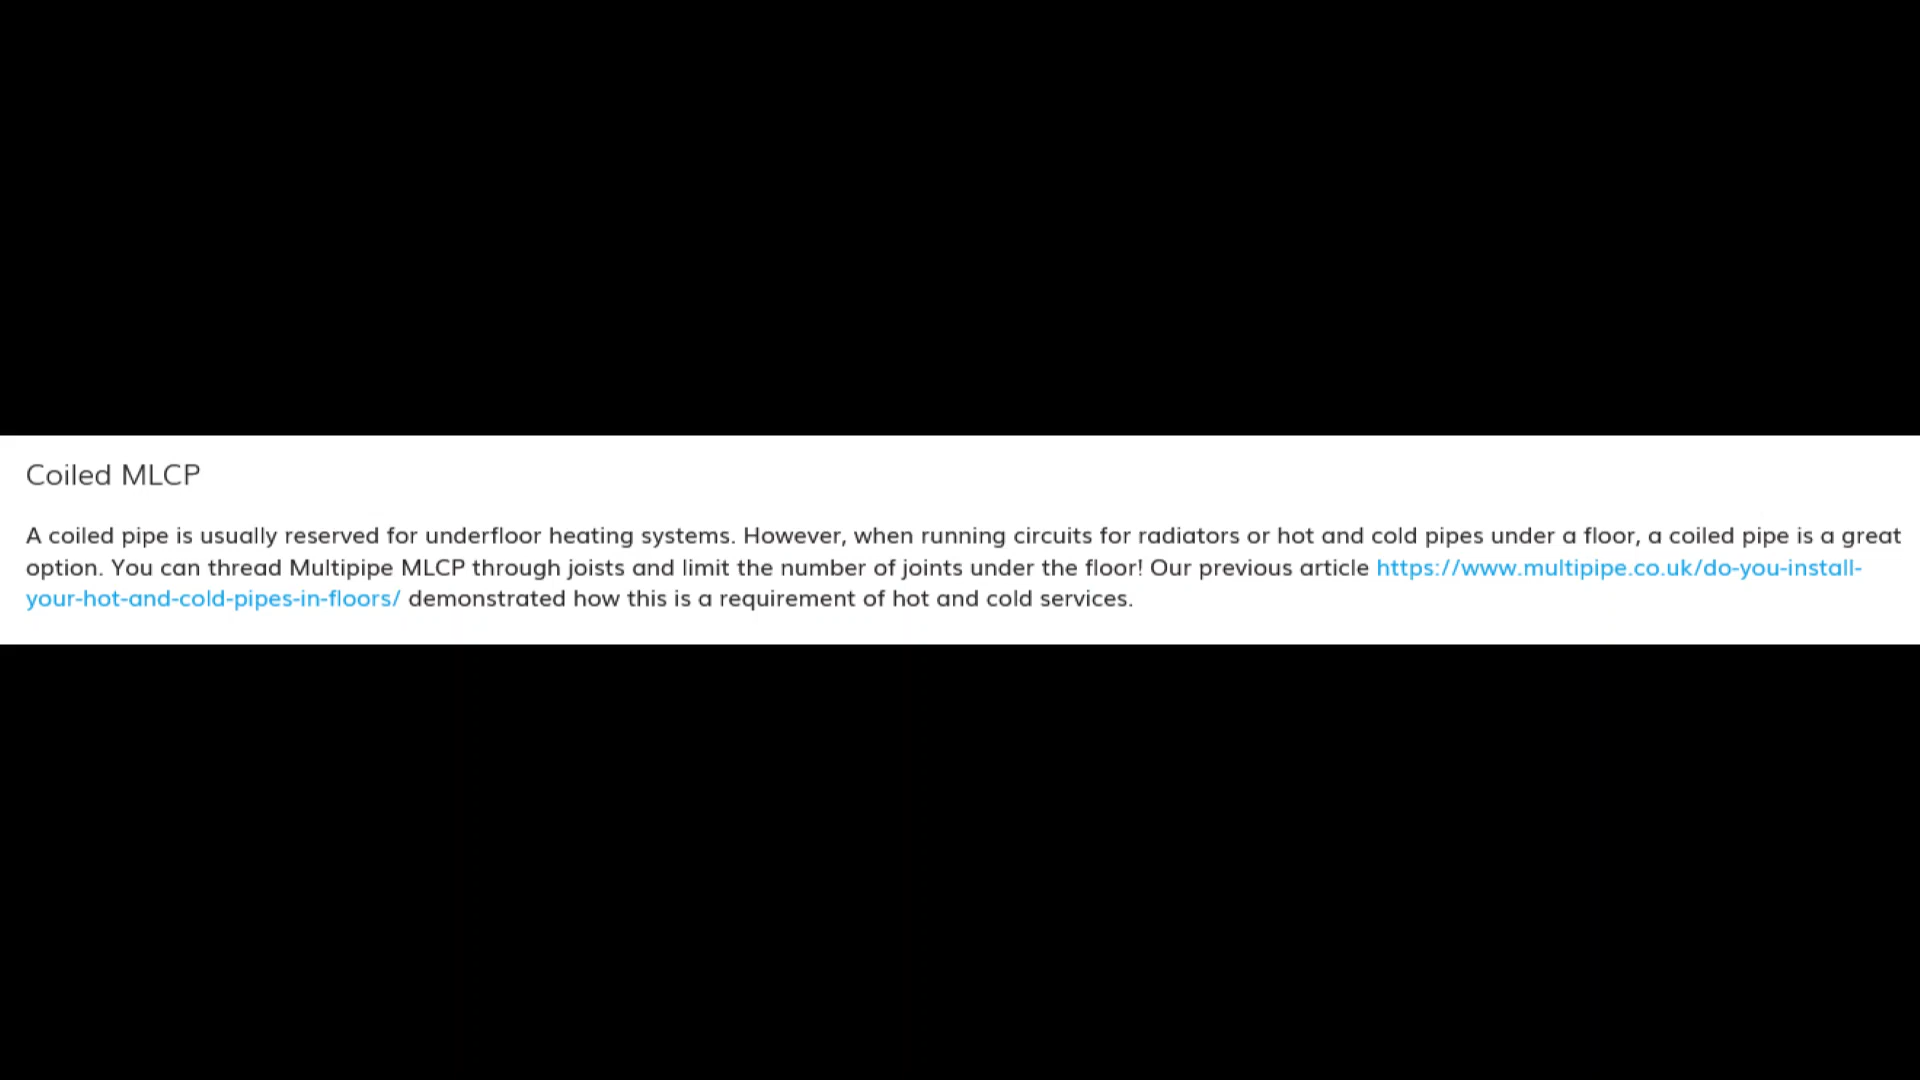 Coiled MLCP
A coiled pipe is usually reserved for underfloor heating systems. However, when running circuits for radiators or hot and cold pipes under a floor, a coiled pipe is a great
option. You can thread Multipipe MLCP through joists and limit the number of joints under the floor! Our previous article https://www.multipipe.co.uk/do-you-install-
your-hot-and-cold-pipes-in-floors/ demonstrated how this is a requirement of hot and cold services.